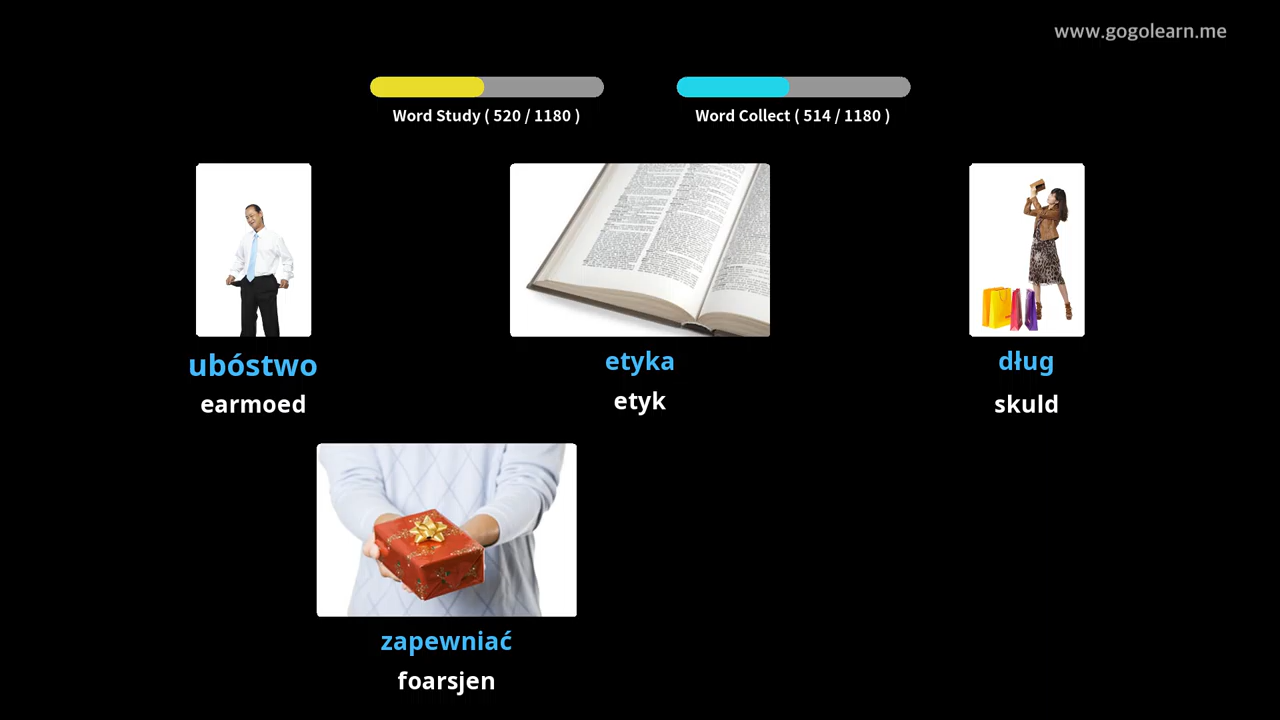 www.gogolearn.me
Word Study ( 520 / 1180 )
Word Collect ( 514 / 1180 )
ubóstwo
earmoed
etyka
etyk
dług
skuld
zapewniać
foarsjen